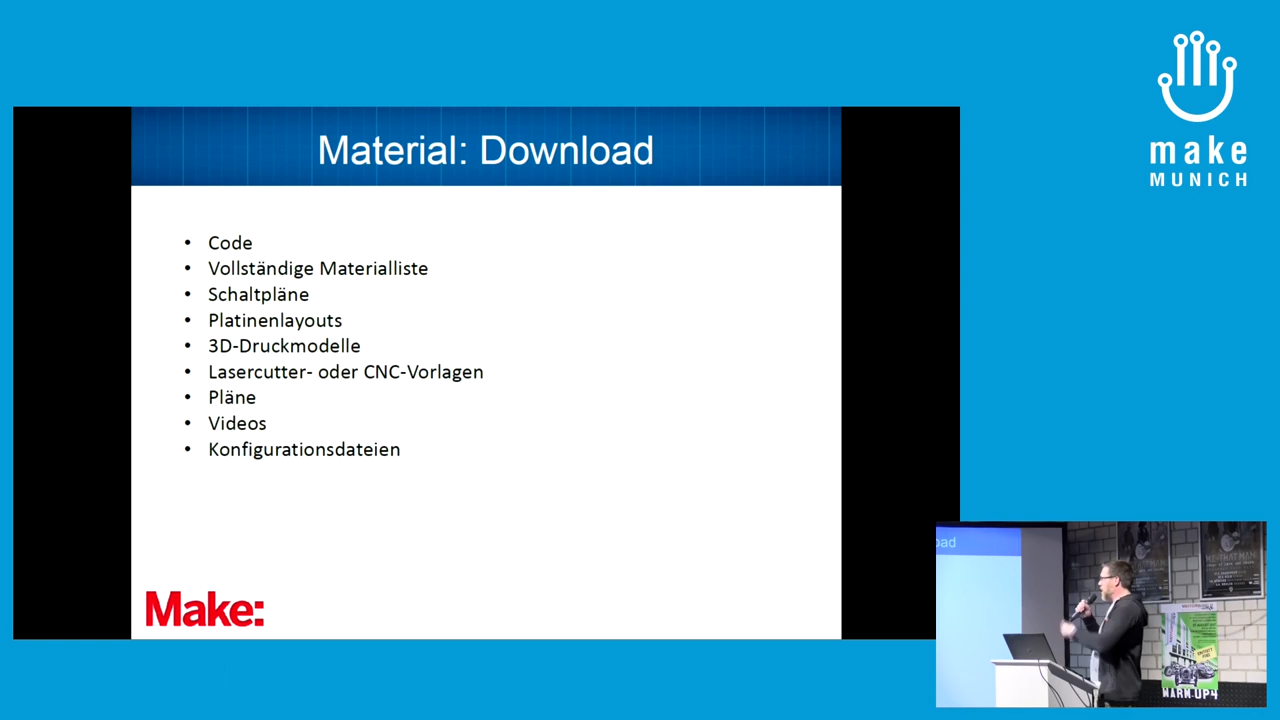 make
MUNICH
Material: Download
• Code
• Vollständige Materialliste
• Schaltpläne
• Platinenlayouts
• 3D-Druckmodelle
• Lasercutter- oder CNC-Vorlagen
• Pläne
• Videos
• Konfigurationsdateien
Make:
oad
WARM-UP4